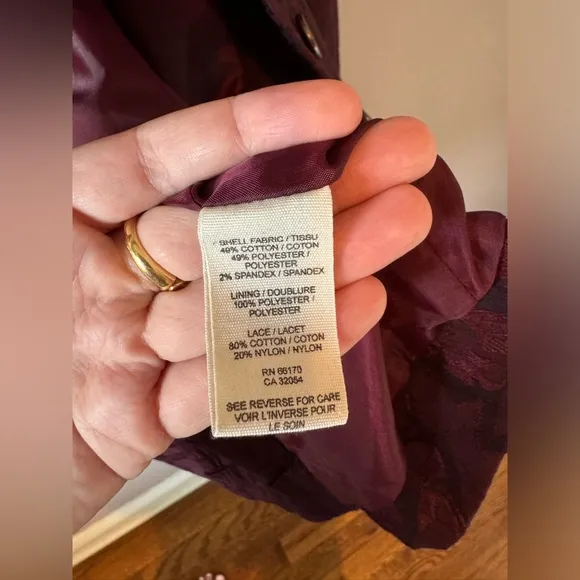 SHELL FABRIC / TISSU
49% COTTON / COTON
49% POLYESTER /
POLYESTER
2% SPANDEX / SPANDEX
LINING / DOUBLURE
100% POLYESTER /
POLYESTER
LACE / LACET
80% COTTON / COTON
20% NYLON / NYLON
RN 66170
CA 32054
SEE REVERSE FOR CARE
VOIR L'INVERSE POUR
LE SOIN